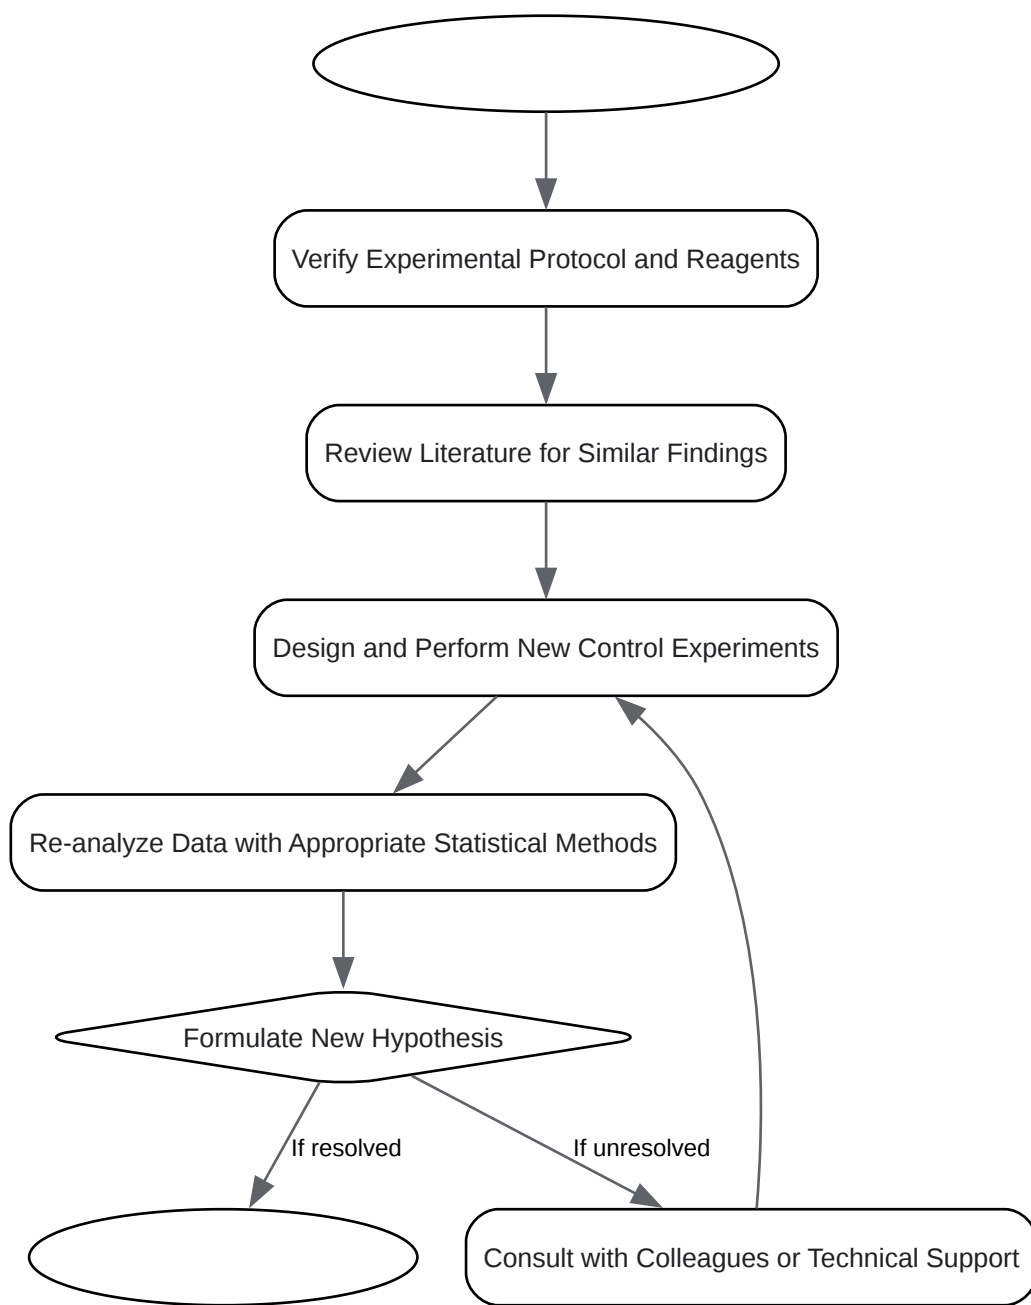 Verify Experimental Protocol and Reagents
Review Literature for Similar Findings
Design and Perform New Control Experiments
Re-analyze Data with Appropriate Statistical Methods
Formulate New Hypothesis
If resolved
If unresolved
Consult with Colleagues or Technical Support